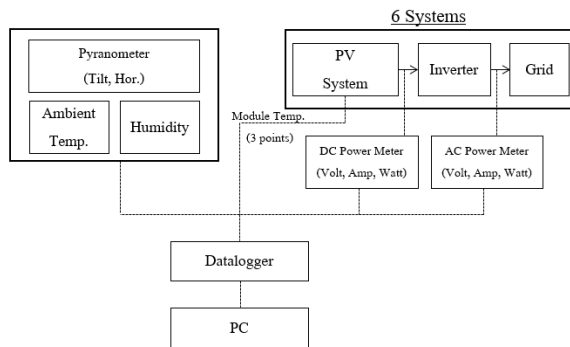 6 Systems
Pyranometer
(Tilt, Hor.)
Ambient
Temp.
Humidity
PV
System
Inverter
Grid
Module Temp.
(3 points)
DC Power Meter
(Volt, Amp, Watt)
AC Power Meter
(Volt, Amp, Watt)
Datalogger
PC